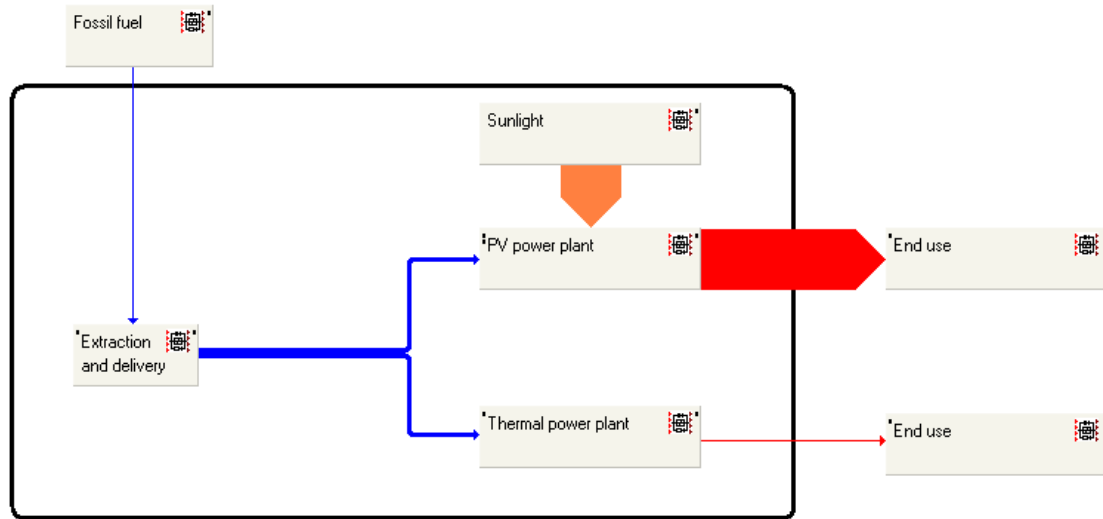 Fossil fuel
Sunlight
PV power plant
End use
Extraction
and delivery
Thermal power plant
End use